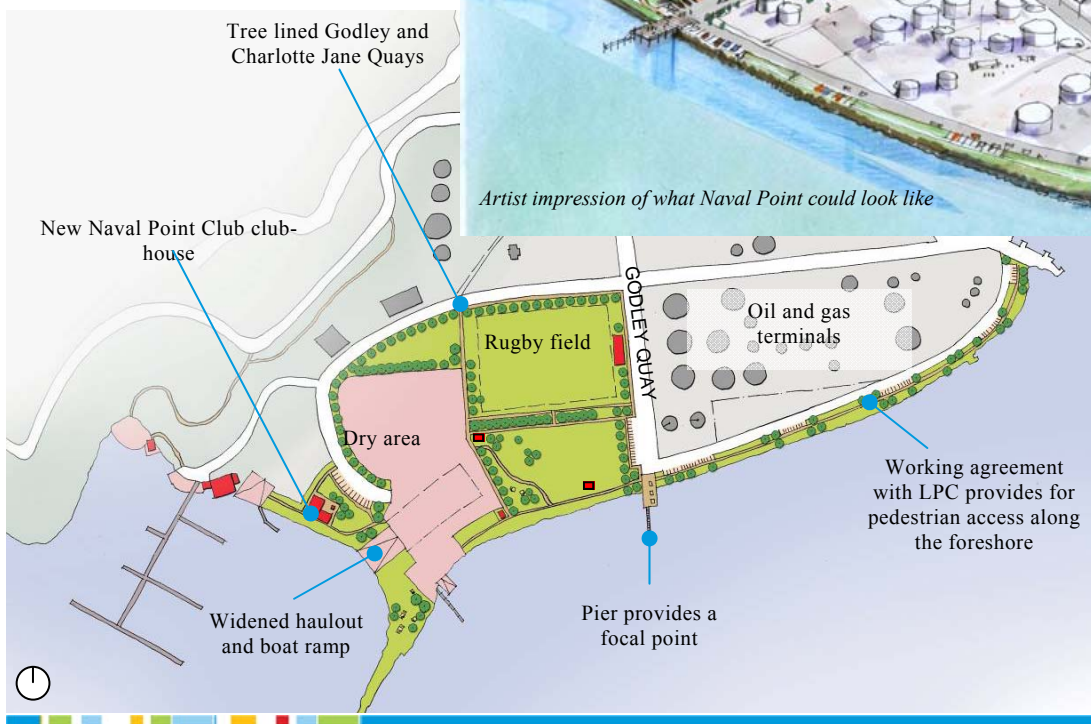 Tree lined Godley and
Charlotte Jane Quays
Artist impression of what Naval Point could look like
New Naval Point Club club-
house
GODLEY QUAY
Oil and gas
terminals
Rugby field
Dry area
Working agreement
with LPC provides for
pedestrian access along
the foreshore
Widened haulout
and boat ramp
Pier provides a
focal point